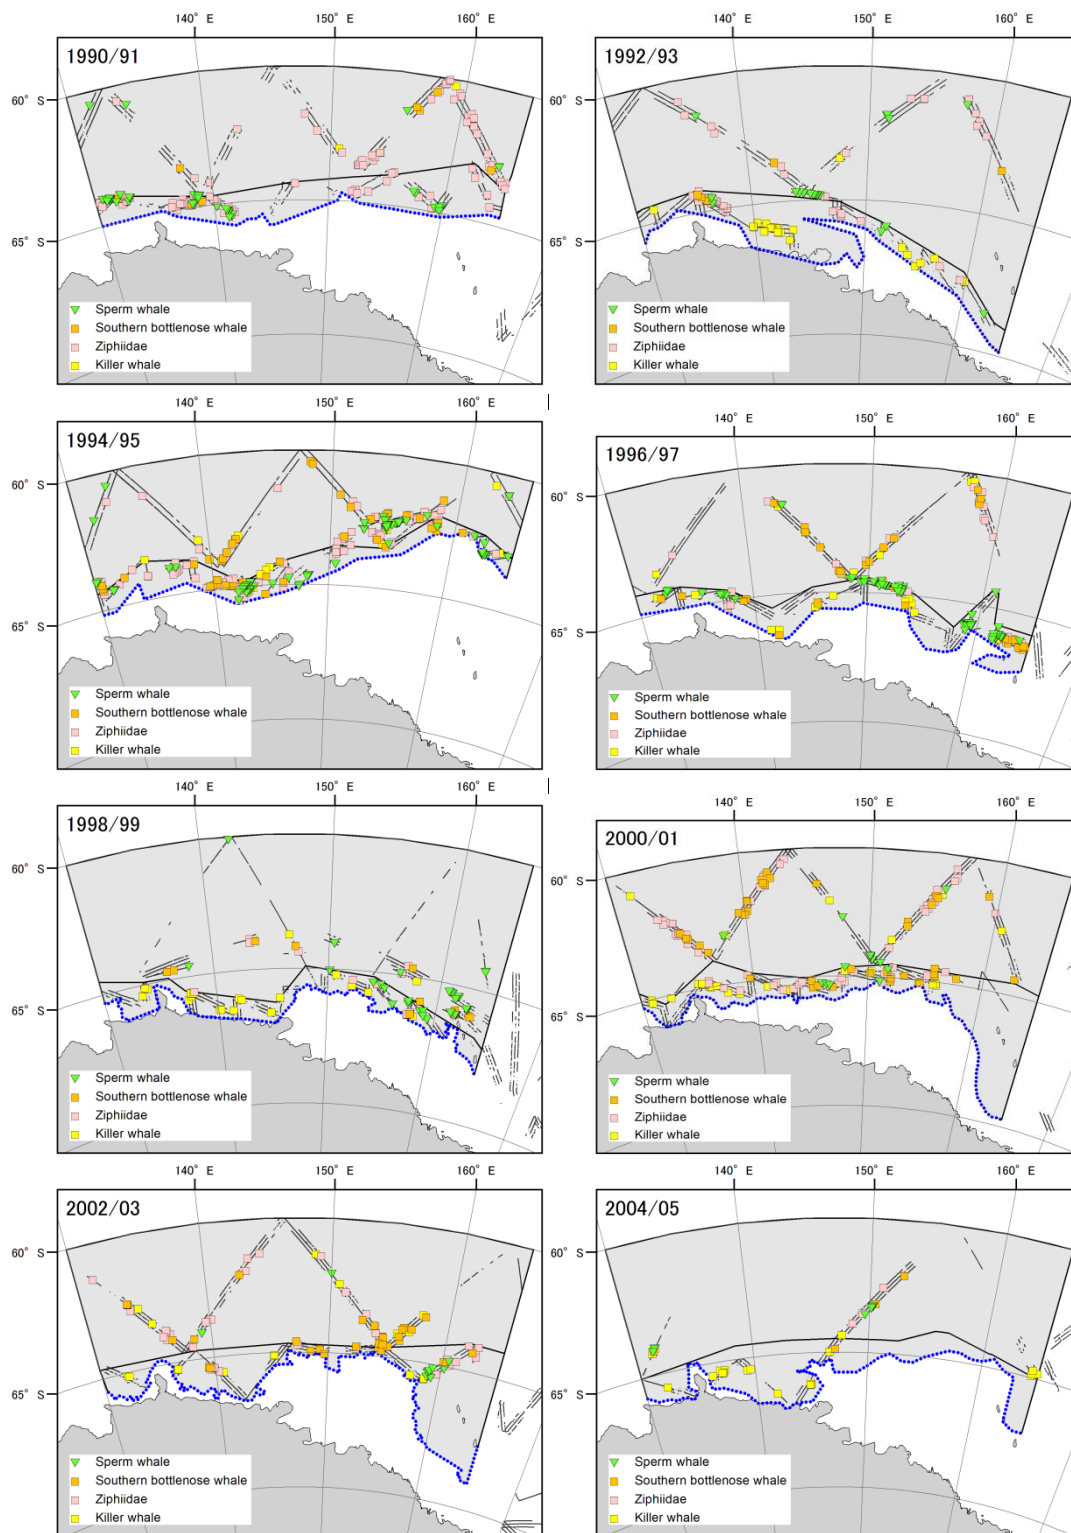 140° E 150° 160° E
1990/91
60° S
65° S
Sperm whale
Southern bottlenose whale
Ziphiidae
Killer whale
140° E 150° 160° E
1992/93
60° S
65° S
Sperm whale
Southern bottlenose whale
Ziphiidae
Killer whale
140° E 150° 160° E
1994/95
60° S
65° S
Sperm whale
Southern bottlenose whale
Ziphiidae
Killer whale
140° E 150° E 160° E
1996/97
60° S
65° S
Sperm whale
Southern bottlenose whale
Ziphiidae
Killer whale
140° E 150° E 160° E
1998/99
60° S
65° S
Sperm whale
Southern bottlenose whale
Ziphiidae
Killer whale
140° E 150° E 160° E
2000/01
60° S
65° S
Sperm whale
Southern bottlenose whale
Ziphiidae
Killer whale
140° E 150° E 160° E
2002/03
60° S
65° S
Sperm whale
Southern bottlenose whale
Ziphiidae
Killer whale
140° E 150° E 160° E
2004/05
60° S
65° S
Sperm whale
Southern bottlenose whale
Ziphiidae
Killer whale